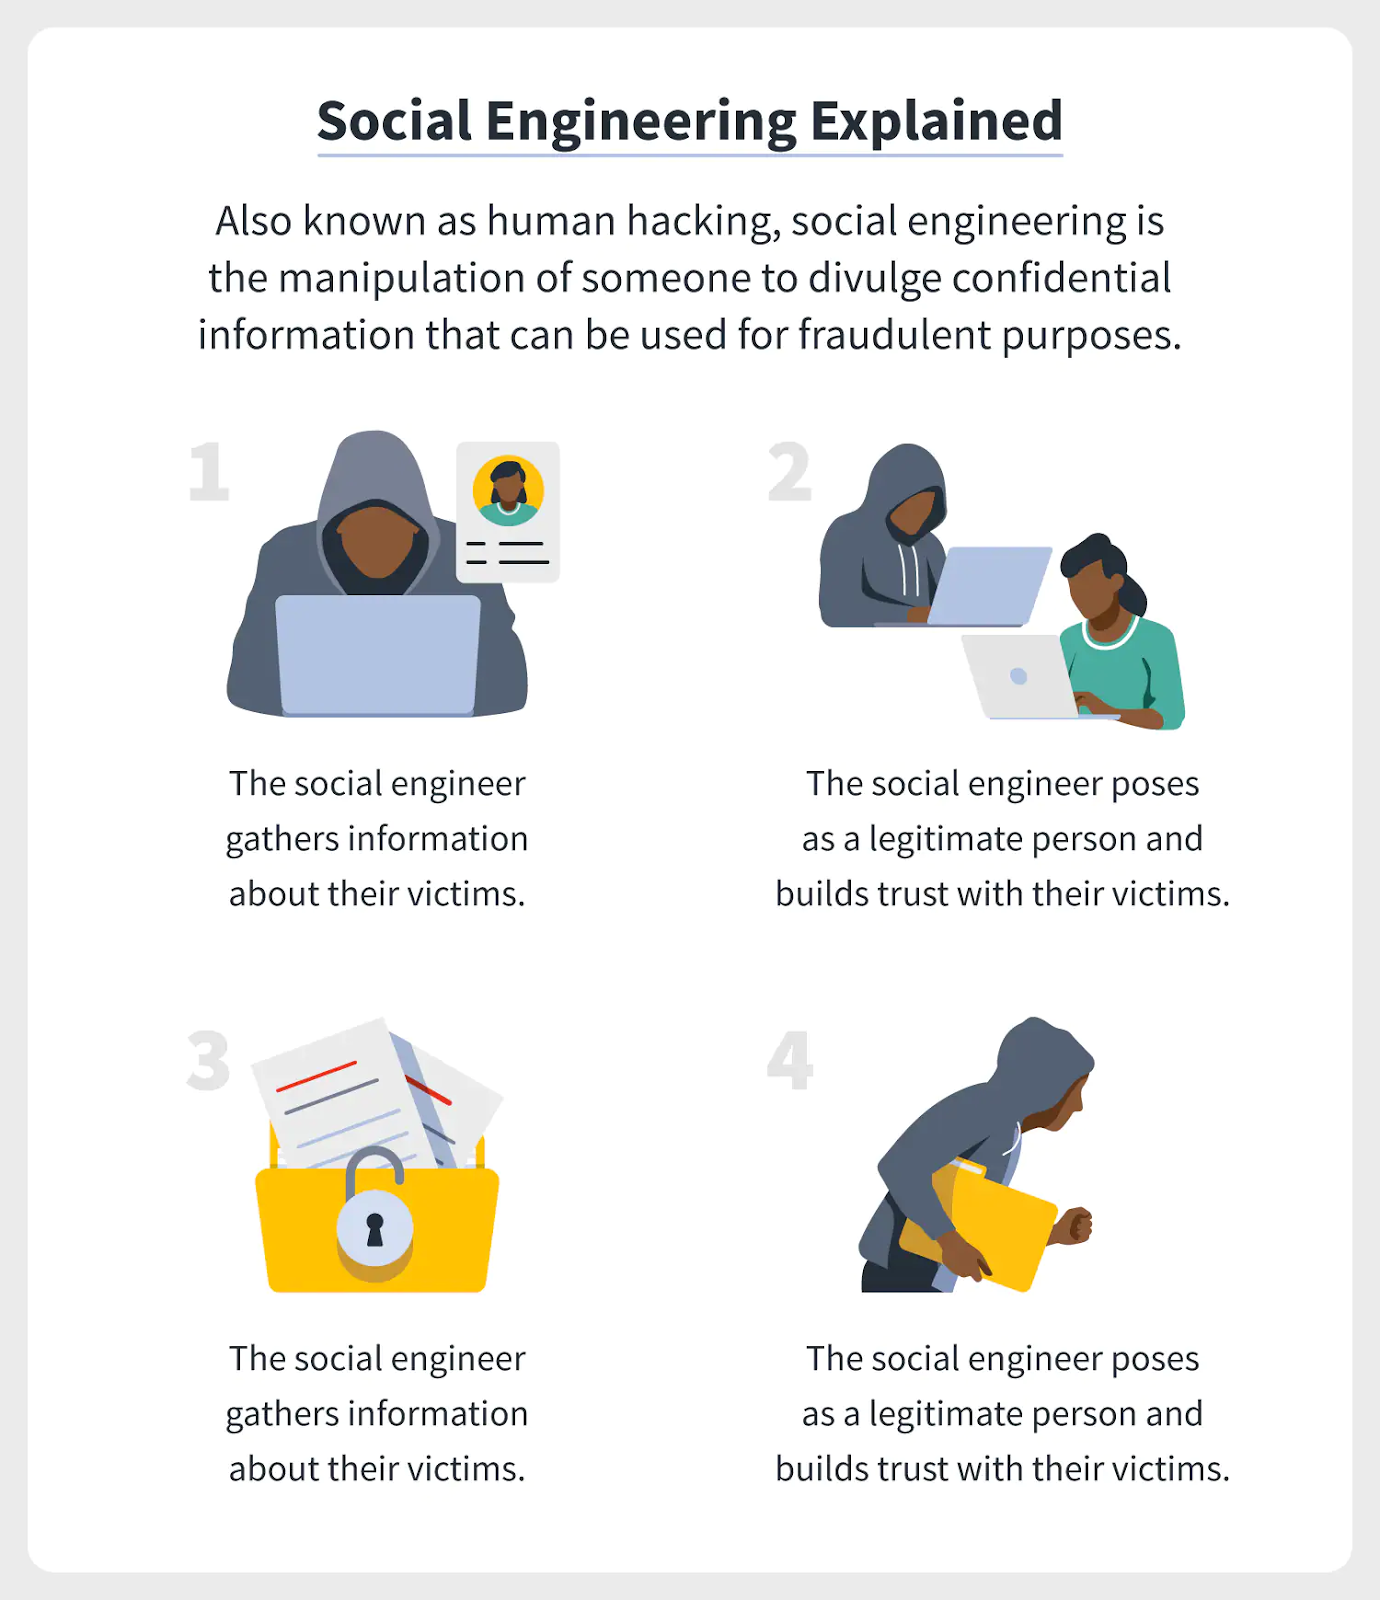 Social Engineering Explained
Also known as human hacking, social engineering is
the manipulation of someone to divulge confidential
information that can be used for fraudulent purposes.
1
The social engineer
gathers information
about their victims.
2
The social engineer poses
as a legitimate person and
builds trust with their victims.
3
The social engineer
gathers information
about their victims.
4
The social engineer poses
as a legitimate person and
builds trust with their victims.